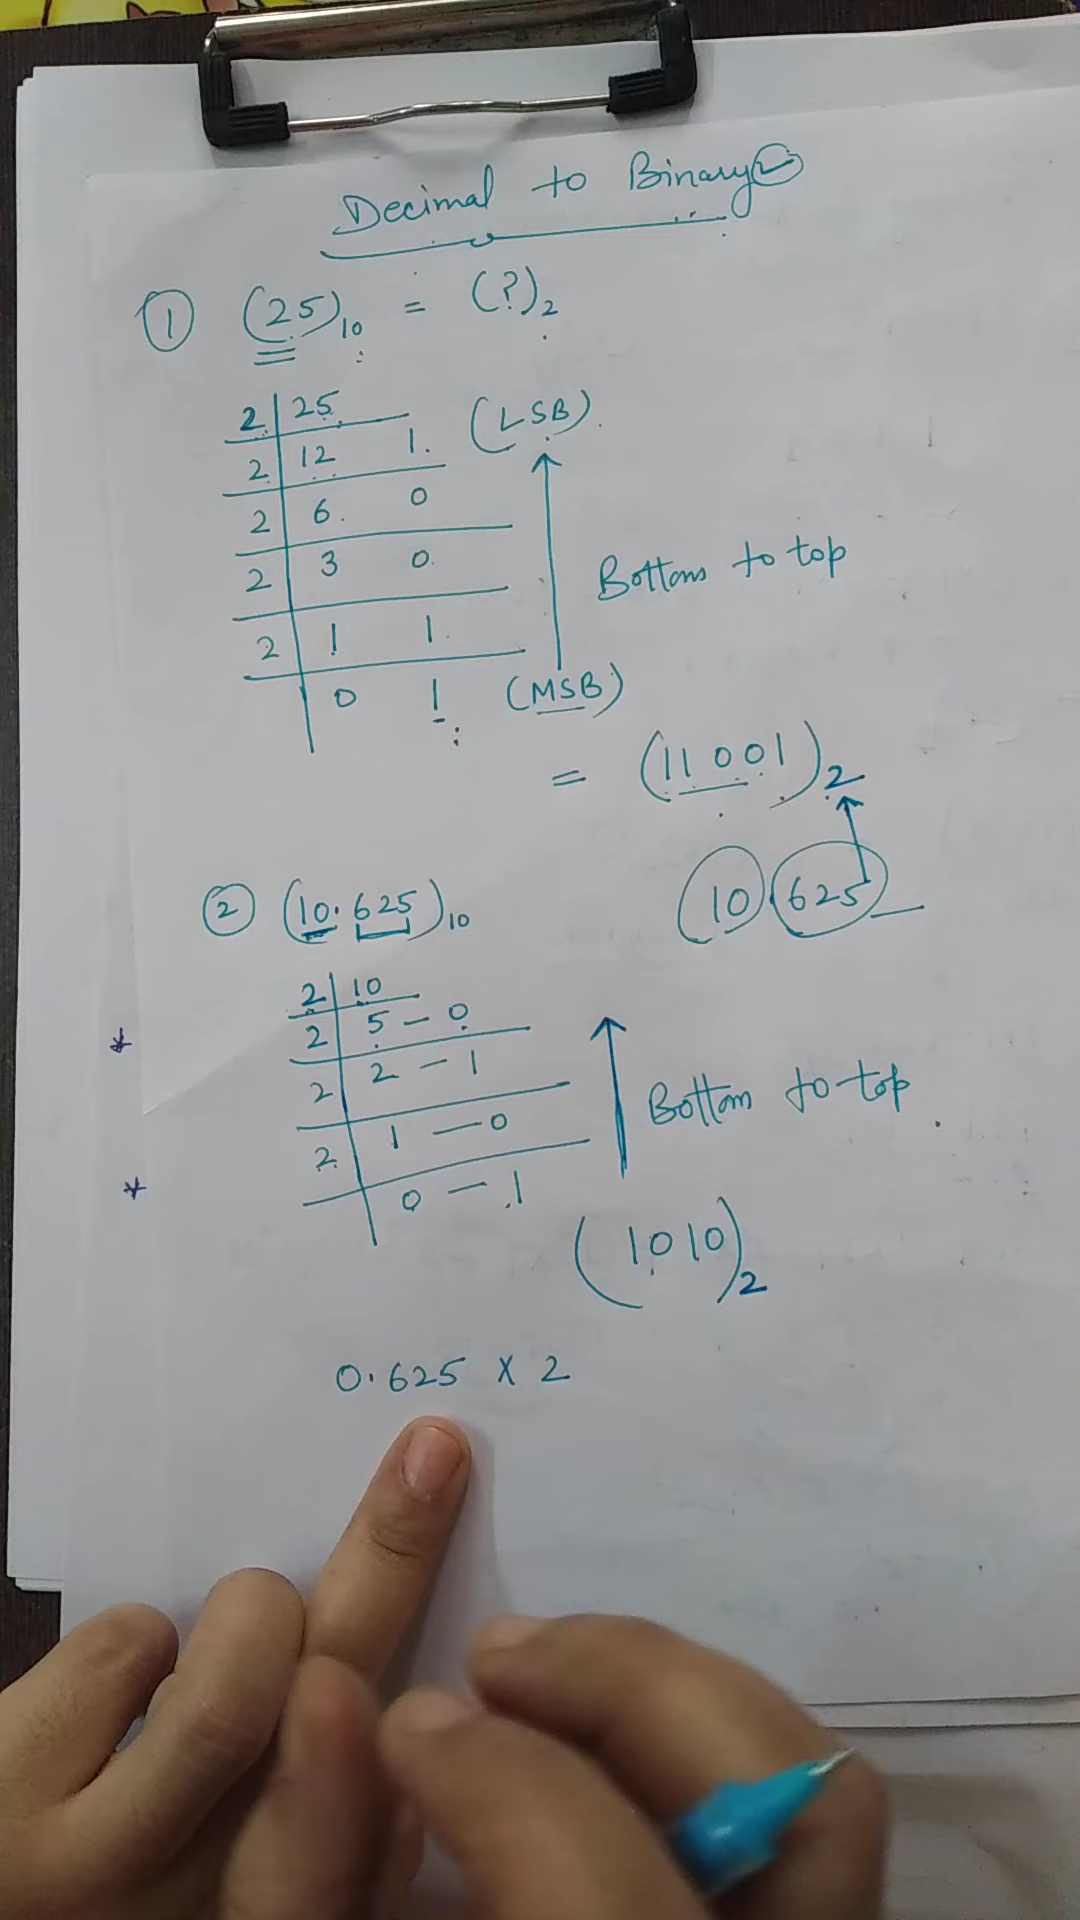 Decimal to Binary 2
1 (25)10 = (?)2
2 25
2 12 1 (LSB)
2 6 0
2 3 0
Bottom to top
2 1 1
0 1 (MSB)
= (11001)2
10.625
2 (10.625)10
2 10
2 5 - 0
2 2 - 1
Bottom to top
2 1 - 0
0 - 1
(1010)2
0.625 x 2